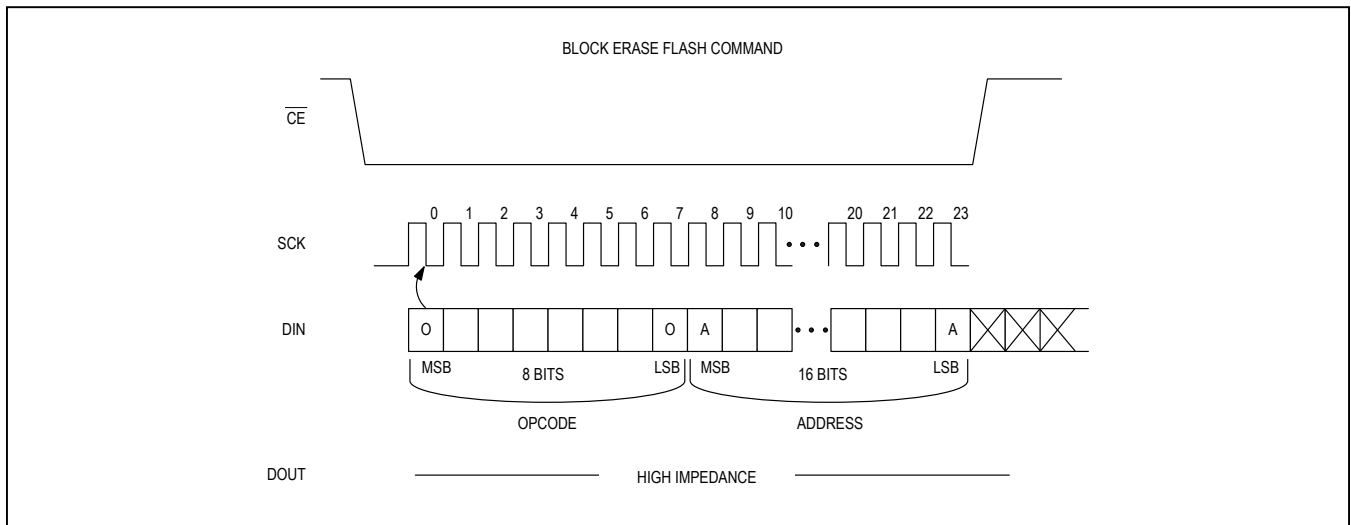 BLOCK ERASE FLASH COMMAND
CE
0 1 2 3 4 5 6 7 8 9 10 20 21 22 23
SCK
DIN O O A A
MSB 8 BITS LSB MSB 16 BITS LSB
OPCODE ADDRESS
DOUT HIGH IMPEDANCE